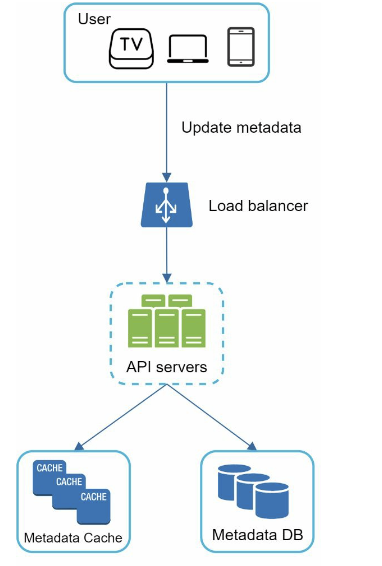 User
TV
Update metadata
Load balancer
API servers
CACHE
CACHE
CACHE
Metadata Cache
Metadata DB